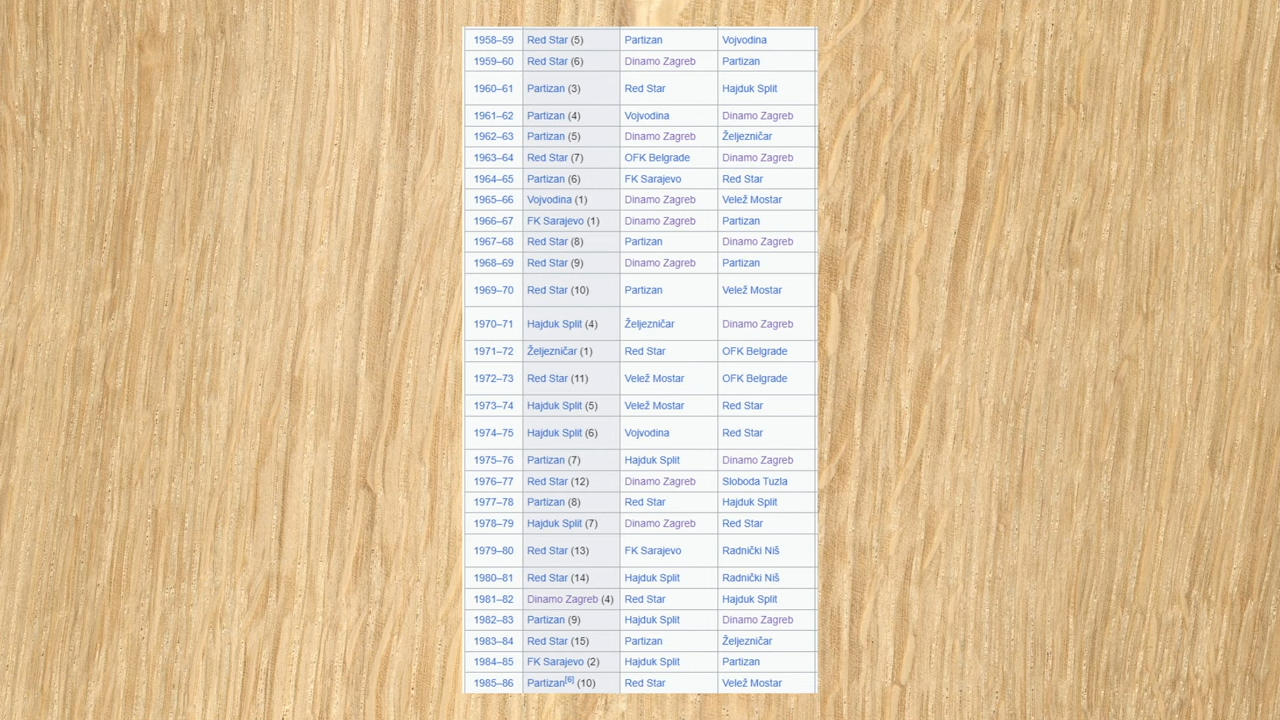 1958–59 Red Star (5) Partizan Vojvodina
1959–60 Red Star (6) Dinamo Zagreb Partizan
1960–61 Partizan (3) Red Star Hajduk Split
1961–62 Partizan (4) Vojvodina Dinamo Zagreb
1962–63 Partizan (5) Dinamo Zagreb Željezničar
1963–64 Red Star (7) OFK Belgrade Dinamo Zagreb
1964–65 Partizan (6) FK Sarajevo Red Star
1965–66 Vojvodina (1) Dinamo Zagreb Velež Mostar
1966–67 FK Sarajevo (1) Dinamo Zagreb Partizan
1967–68 Red Star (8) Partizan Dinamo Zagreb
1968–69 Red Star (9) Dinamo Zagreb Partizan
1969–70 Red Star (10) Partizan Velež Mostar
1970–71 Hajduk Split (4) Željezničar Dinamo Zagreb
1971–72 Željezničar (1) Red Star OFK Belgrade
1972–73 Red Star (11) Velež Mostar OFK Belgrade
1973–74 Hajduk Split (5) Velež Mostar Red Star
1974–75 Hajduk Split (6) Vojvodina Red Star
1975–76 Partizan (7) Hajduk Split Dinamo Zagreb
1976–77 Red Star (12) Dinamo Zagreb Sloboda Tuzla
1977–78 Partizan (8) Red Star Hajduk Split
1978–79 Hajduk Split (7) Dinamo Zagreb Red Star
1979–80 Red Star (13) FK Sarajevo Radnički Niš
1980–81 Red Star (14) Hajduk Split Radnički Niš
1981–82 Dinamo Zagreb (4) Red Star Hajduk Split
1982–83 Partizan (9) Hajduk Split Dinamo Zagreb
1983–84 Red Star (15) Partizan Željezničar
1984–85 FK Sarajevo (2) Hajduk Split Partizan
1985–86 Partizan[6] (10) Red Star Velež Mostar